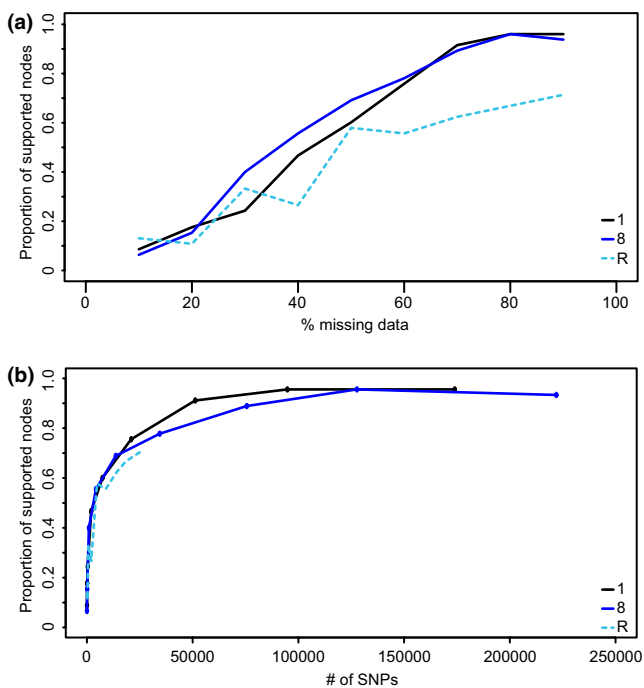 (a)
Proportion of supported nodes
1.0
0.8
0.6
0.4
0.2
0
1
8
R
0 20 40 60 80 100
% missing data
(b)
Proportion of supported nodes
1.0
0.8
0.6
0.4
0.2
0
1
8
R
0 50000 100000 150000 200000 250000
# of SNPs